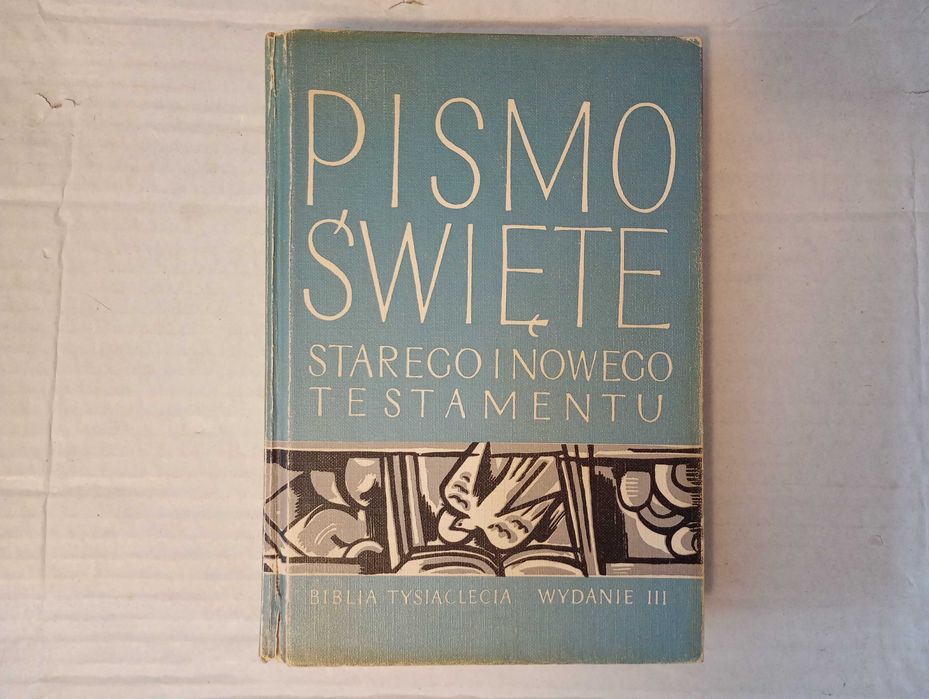 PISMO
ŚWIĘTE
STAREGO I NOWEGO
TESTAMENTU
BIBLIA TYSIĄCLECIA WYDANIE III